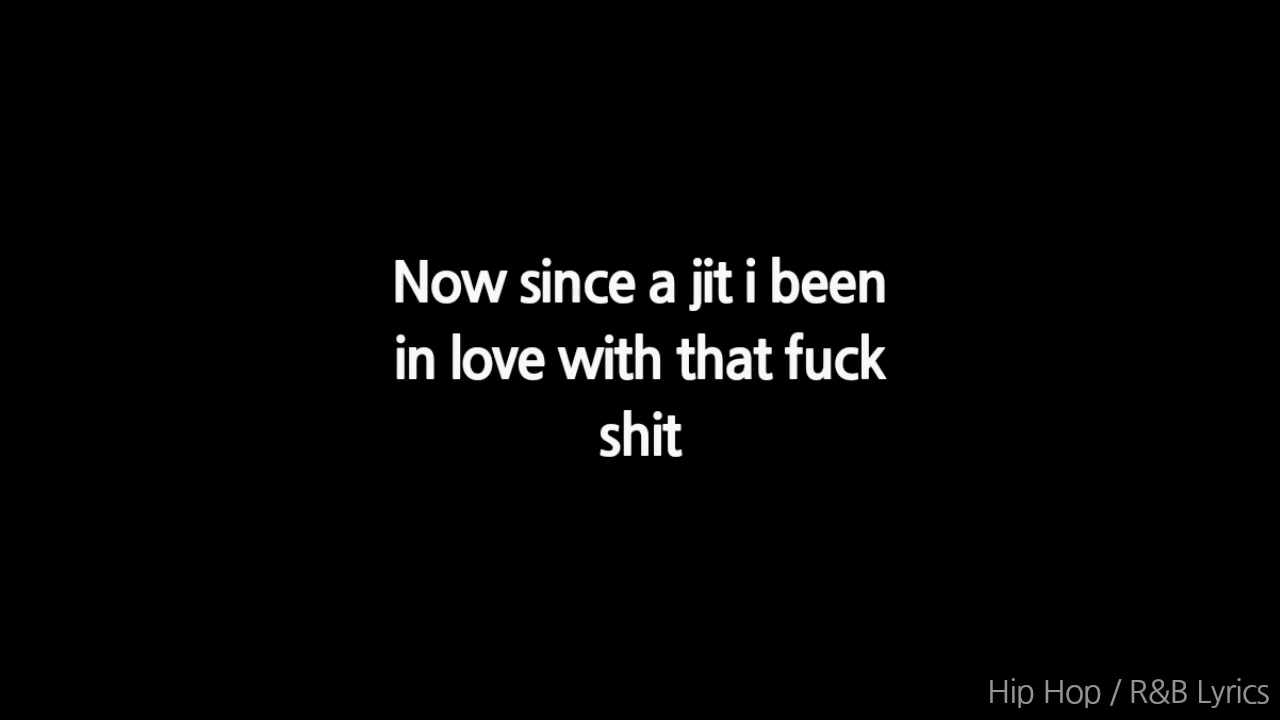 Now since a jit i been
in love with that fuck
shit
Hip Hop / R&B Lyrics